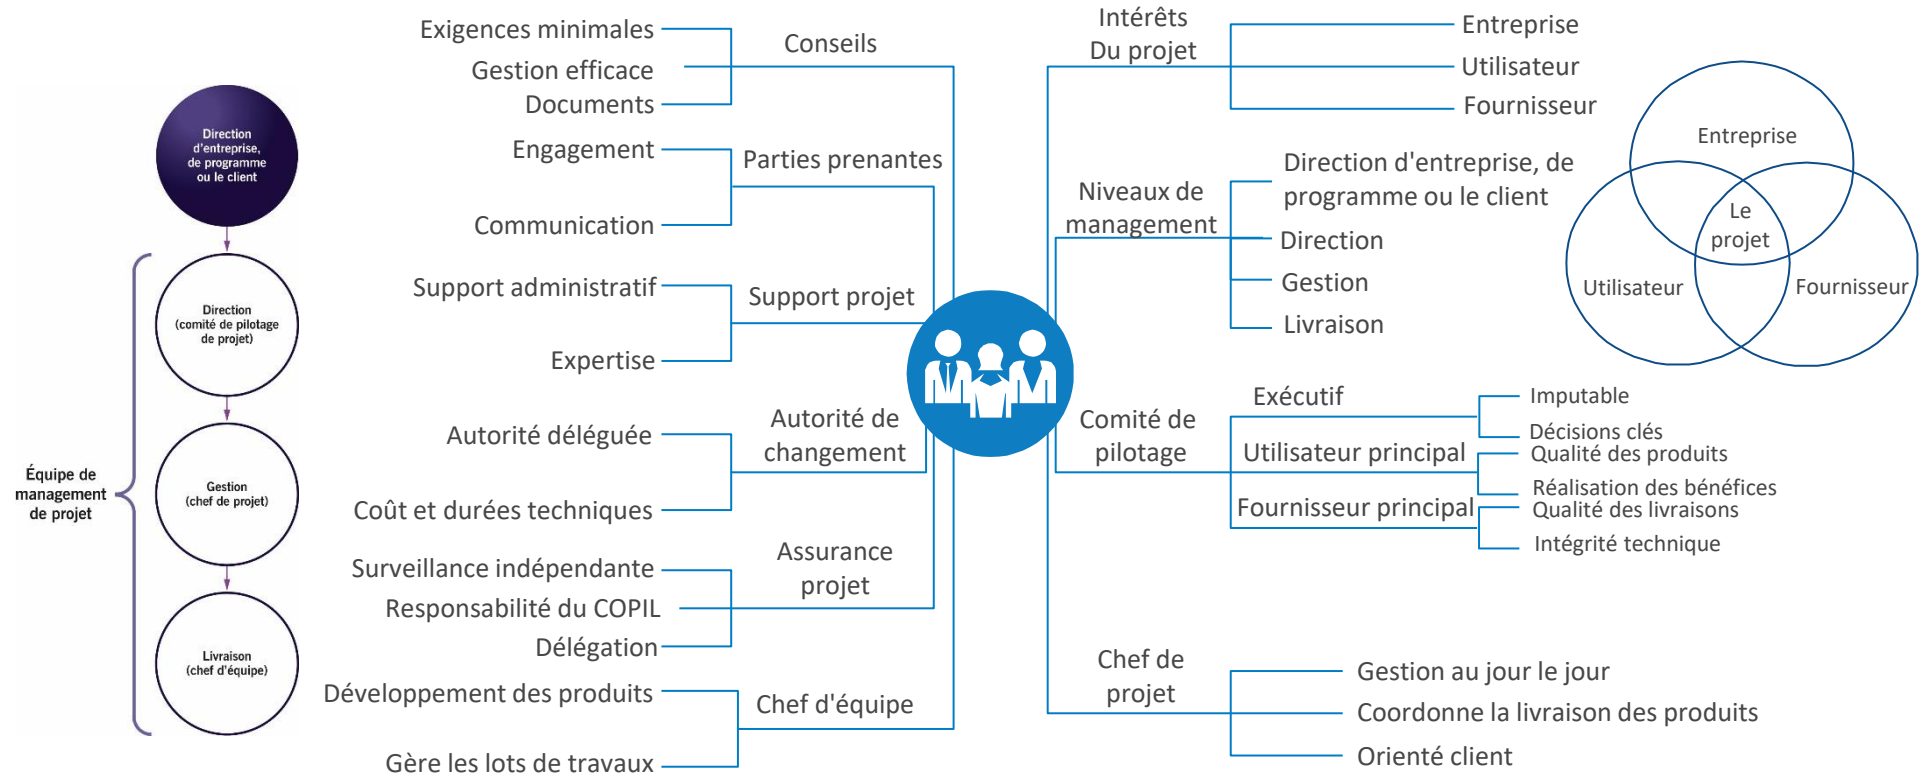 Direction
d'entreprise,
de programme
ou le client
Direction
(comité de pilotage
de projet)
Gestion
(chef de projet)
Livraison
(chef d'équipe)
Équipe de
management
de projet
Conseils
Exigences minimales
Gestion efficace
Documents
Parties prenantes
Engagement
Communication
Support projet
Support administratif
Expertise
Autorité de
changement
Autorité déléguée
Coût et durées techniques
Assurance
projet
Surveillance indépendante
Responsabilité du COPIL
Délégation
Chef d'équipe
Développement des produits
Gère les lots de travaux
Intérêts
Du projet
Entreprise
Utilisateur
Fournisseur
Niveaux de
management
Direction d'entreprise, de
programme ou le client
Direction
Gestion
Livraison
Comité de
pilotage
Exécutif
Imputable
Décisions clés
Utilisateur principal
Qualité des produits
Réalisation des bénéfices
Fournisseur principal
Qualité des livraisons
Intégrité technique
Chef de
projet
Gestion au jour le jour
Coordonne la livraison des produits
Orienté client
Entreprise
Le
projet
Utilisateur
Fournisseur